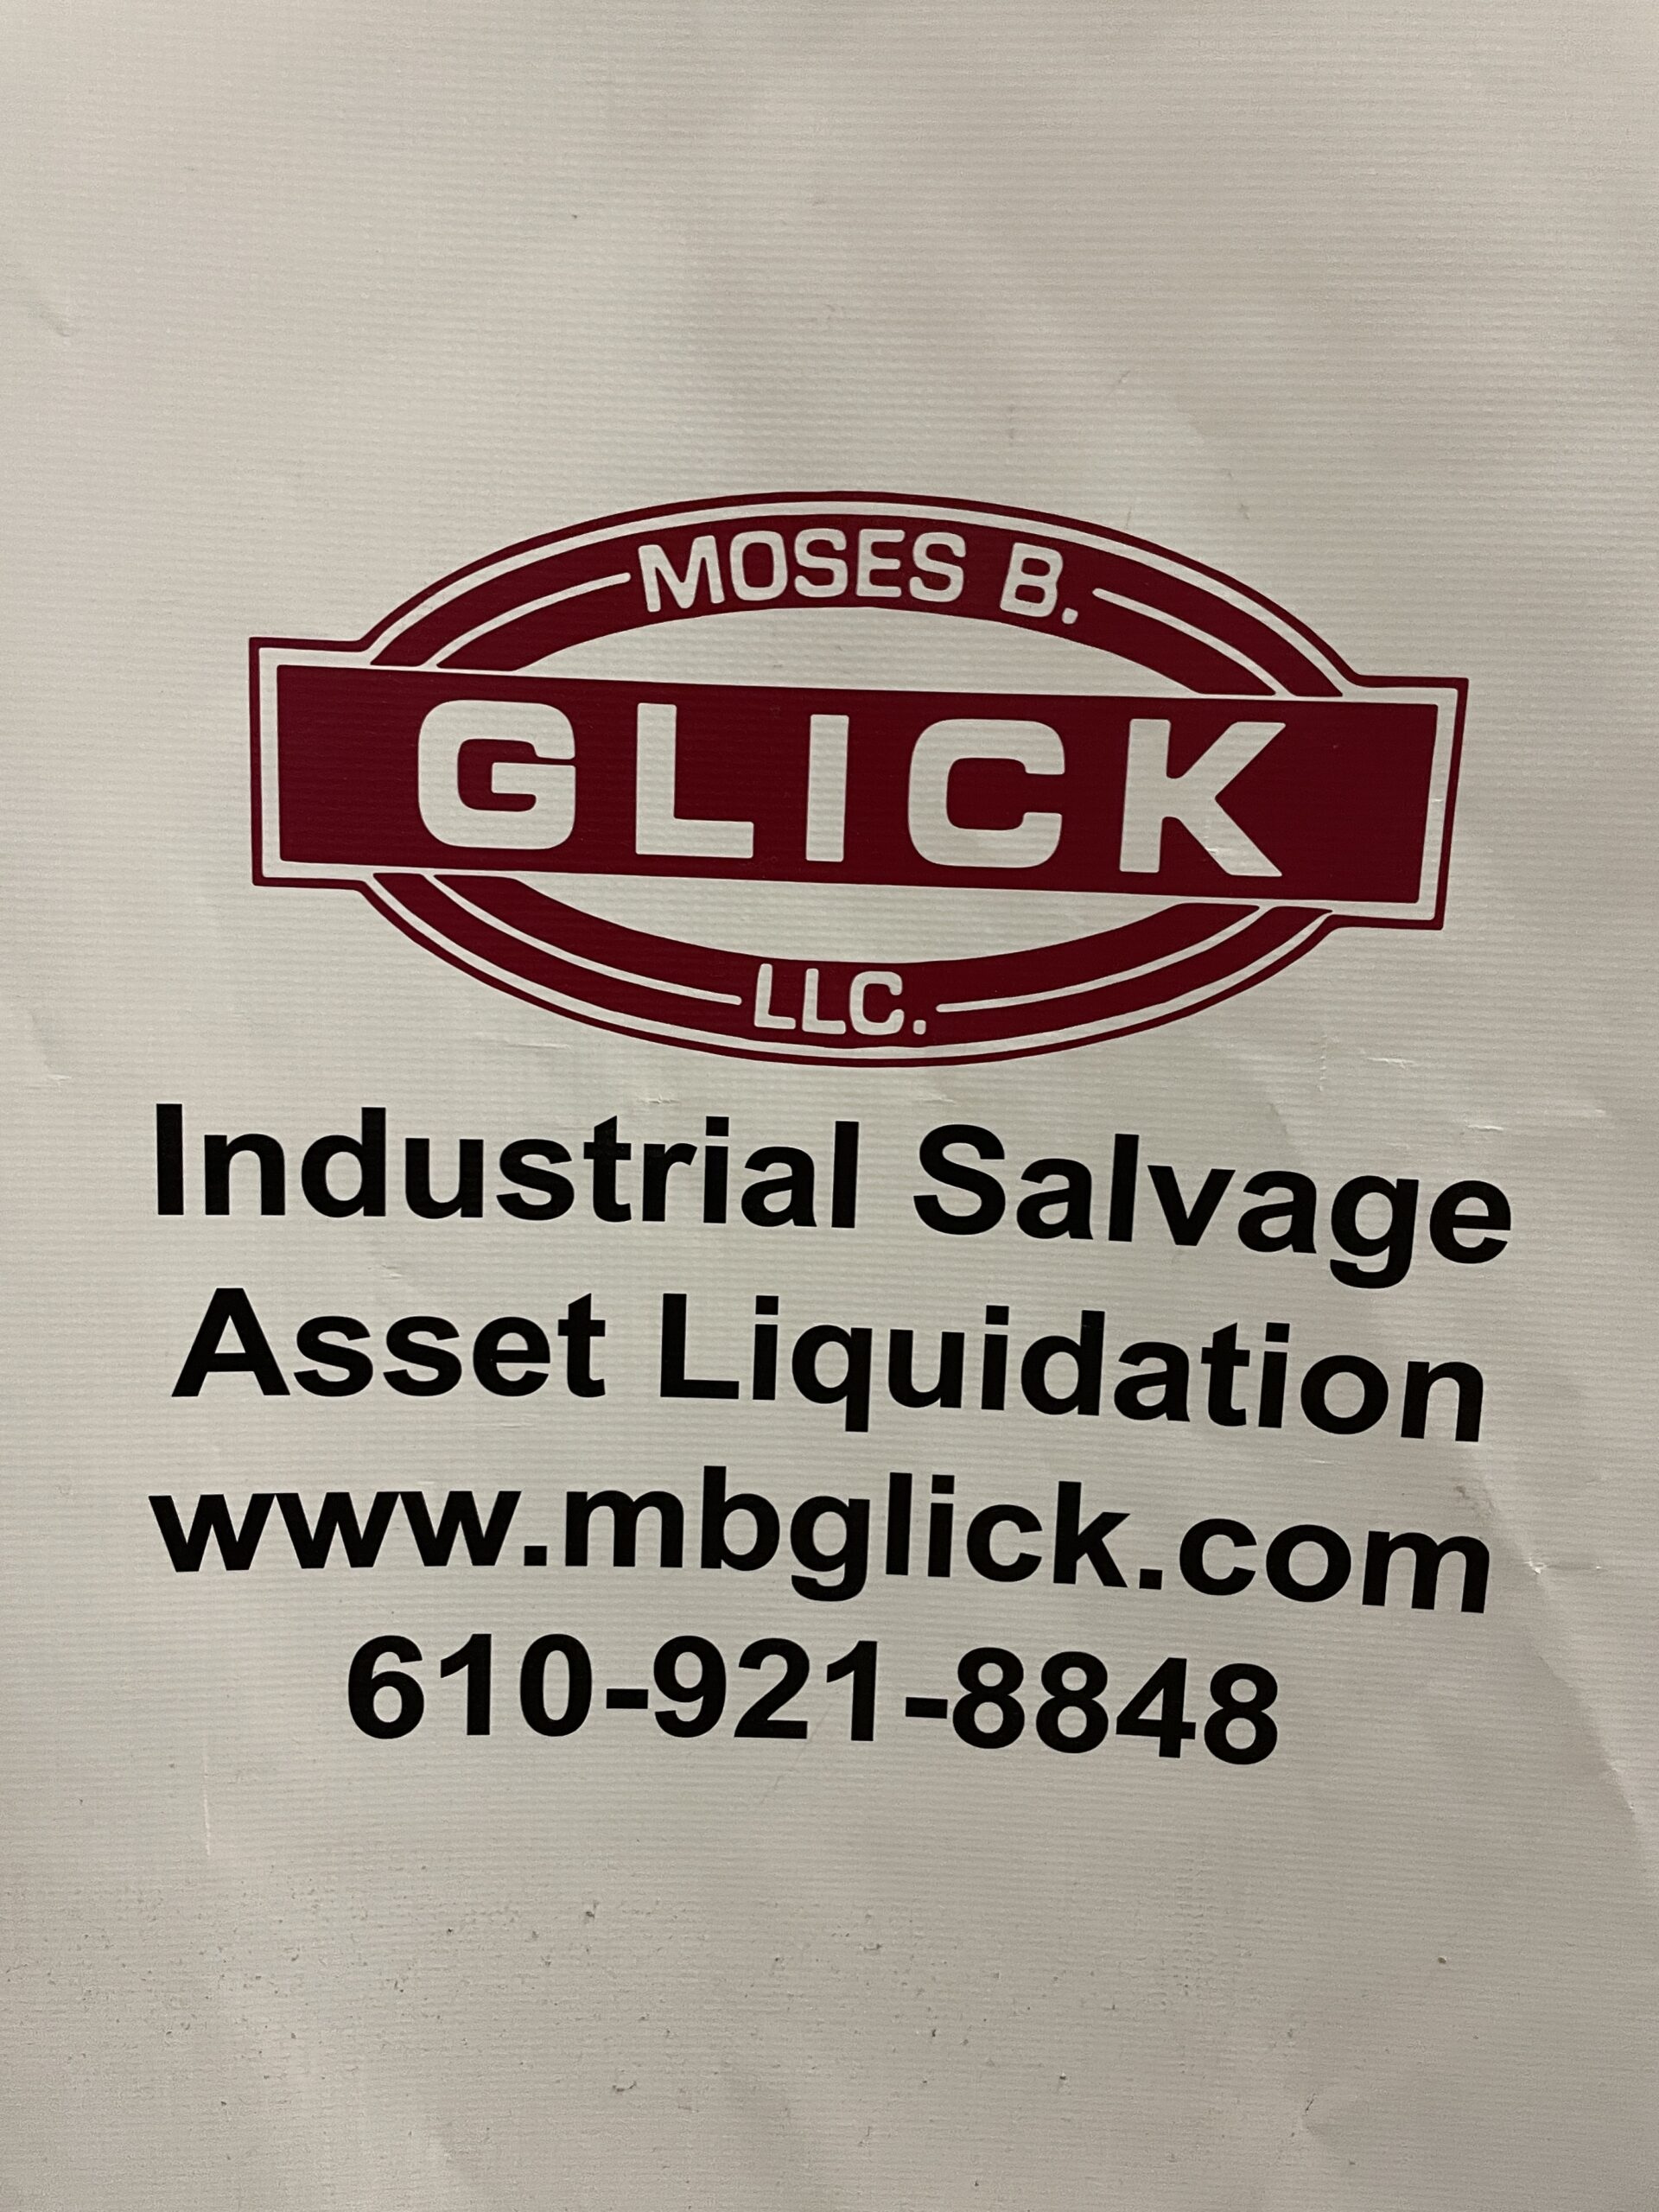 MOSES B.
GLICK
LLC.
Industrial Salvage
Asset Liquidation
www.mbglick.com
610-921-8848